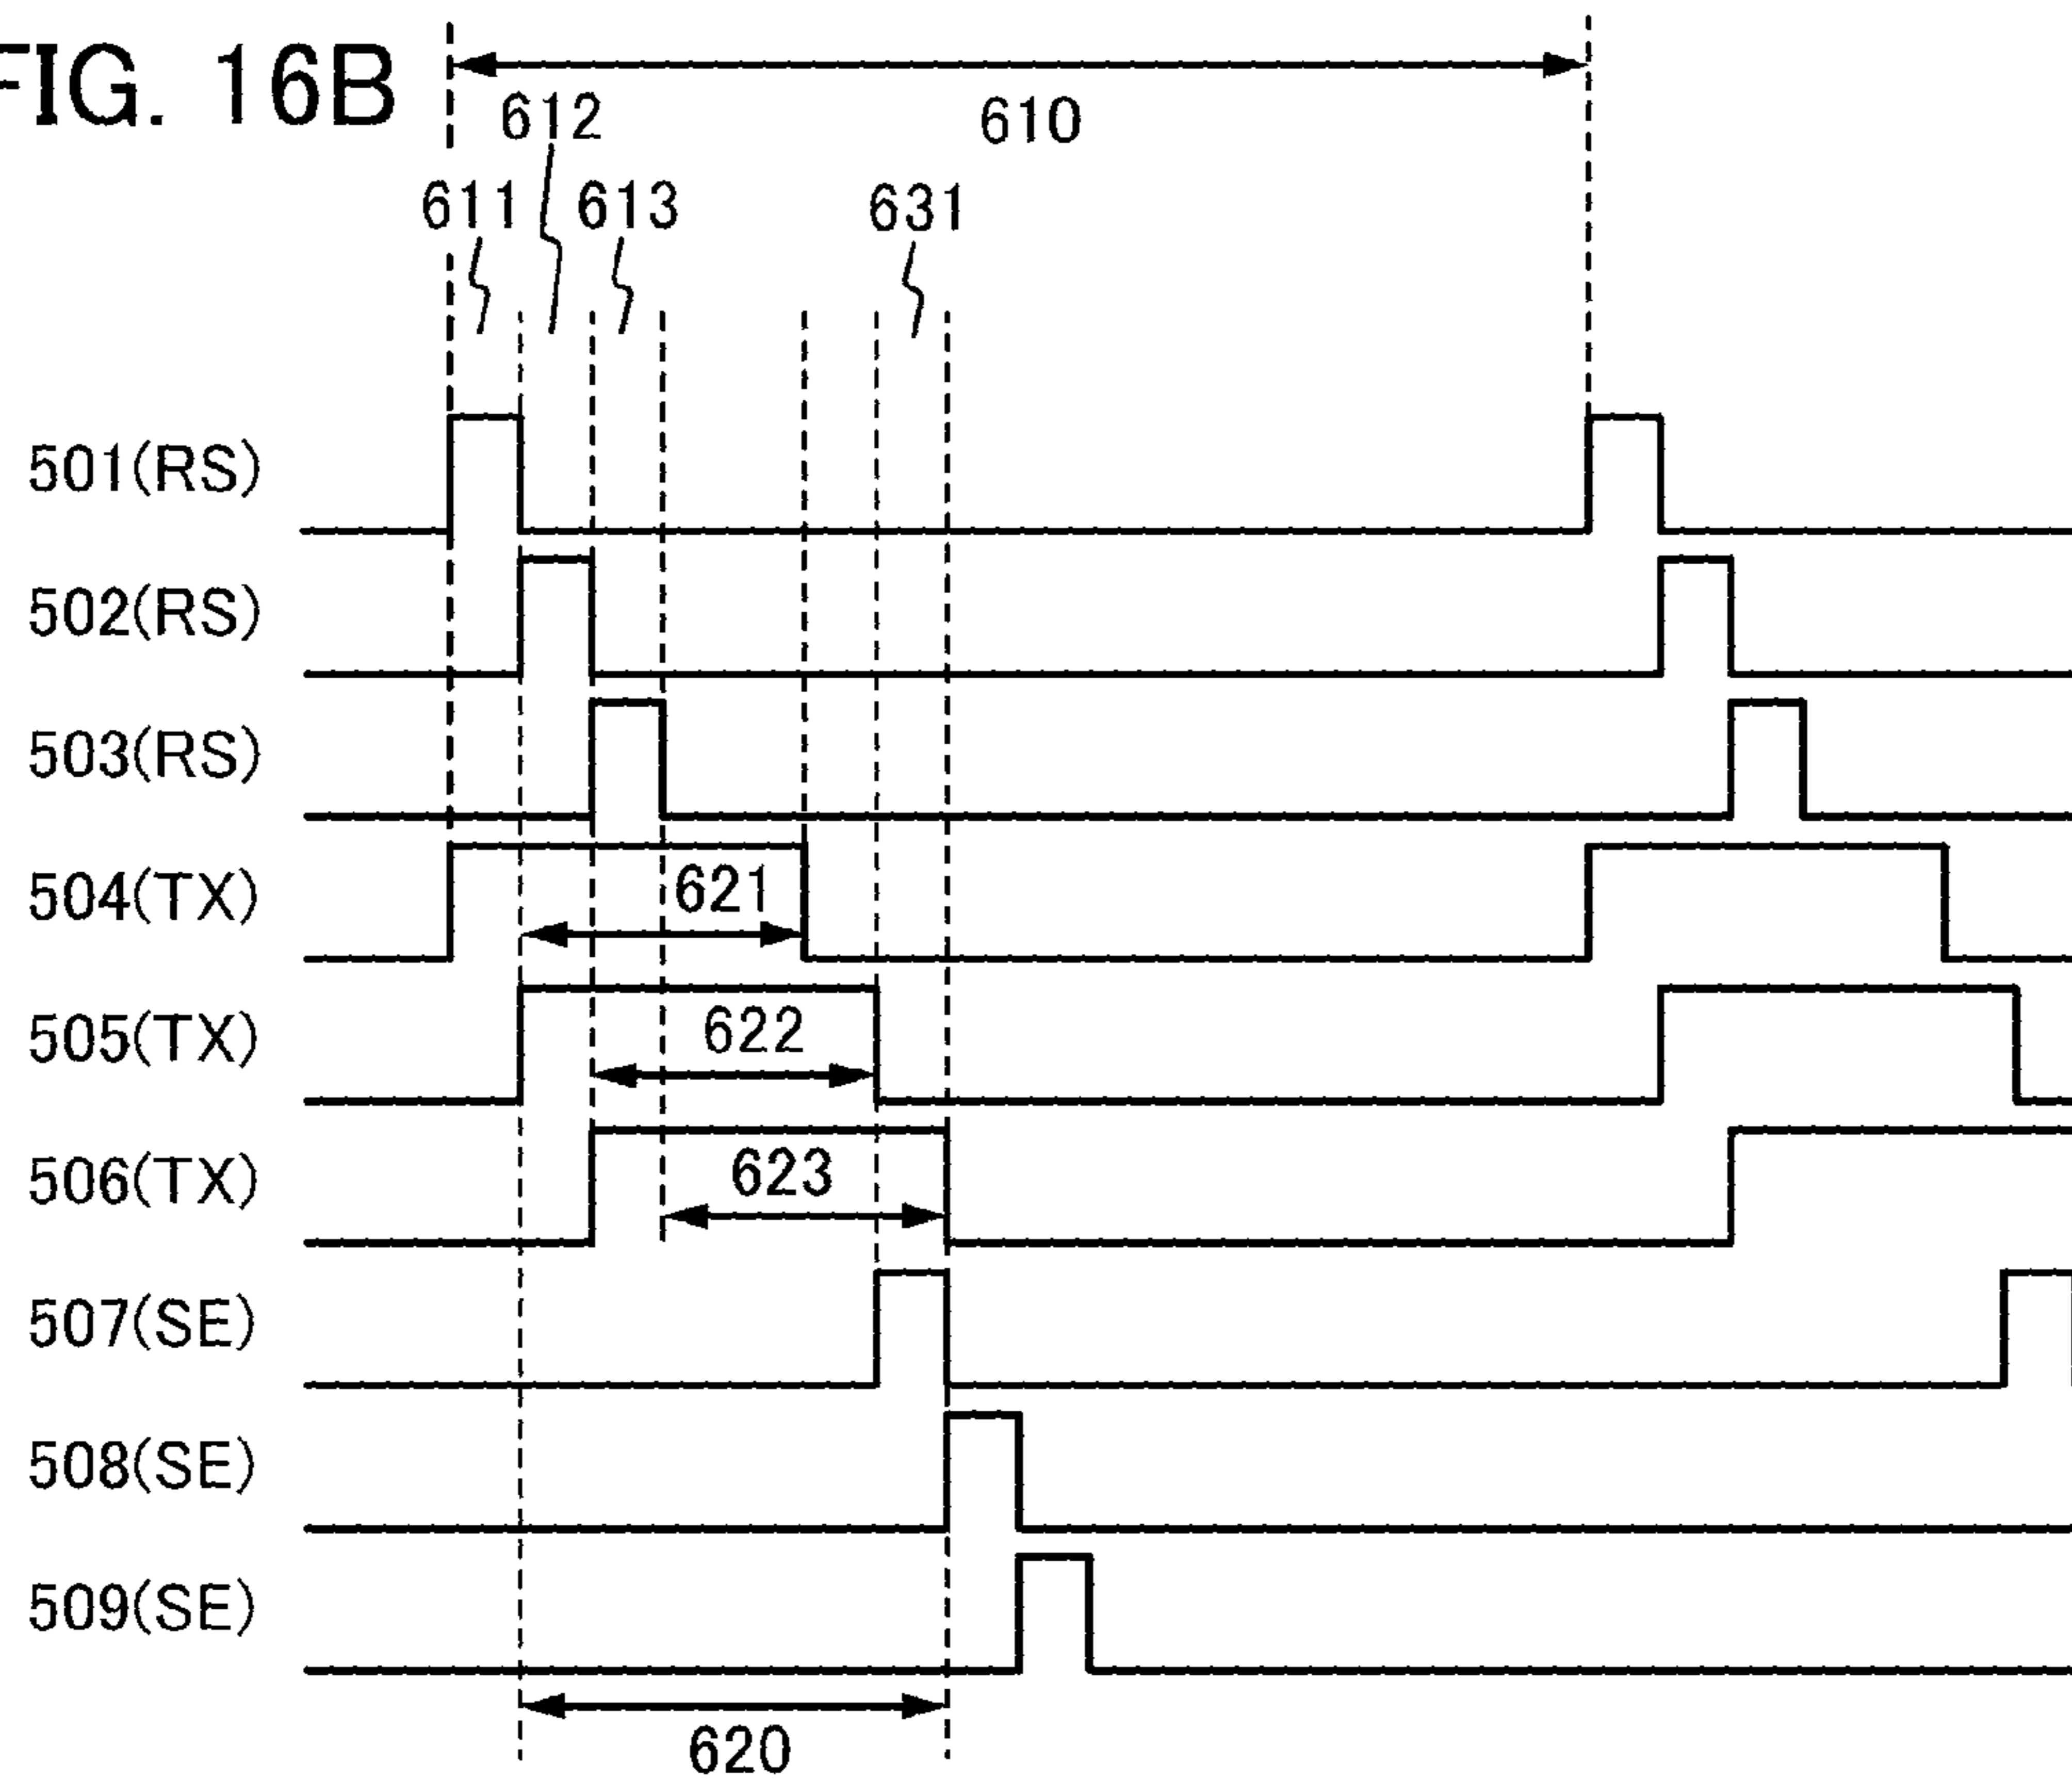 FIG. 16B
610
612
611
613
631
501(RS)
502(RS)
503(RS)
504(TX)
621
505(TX)
622
506(TX)
623
507(SE)
508(SE)
509(SE)
620